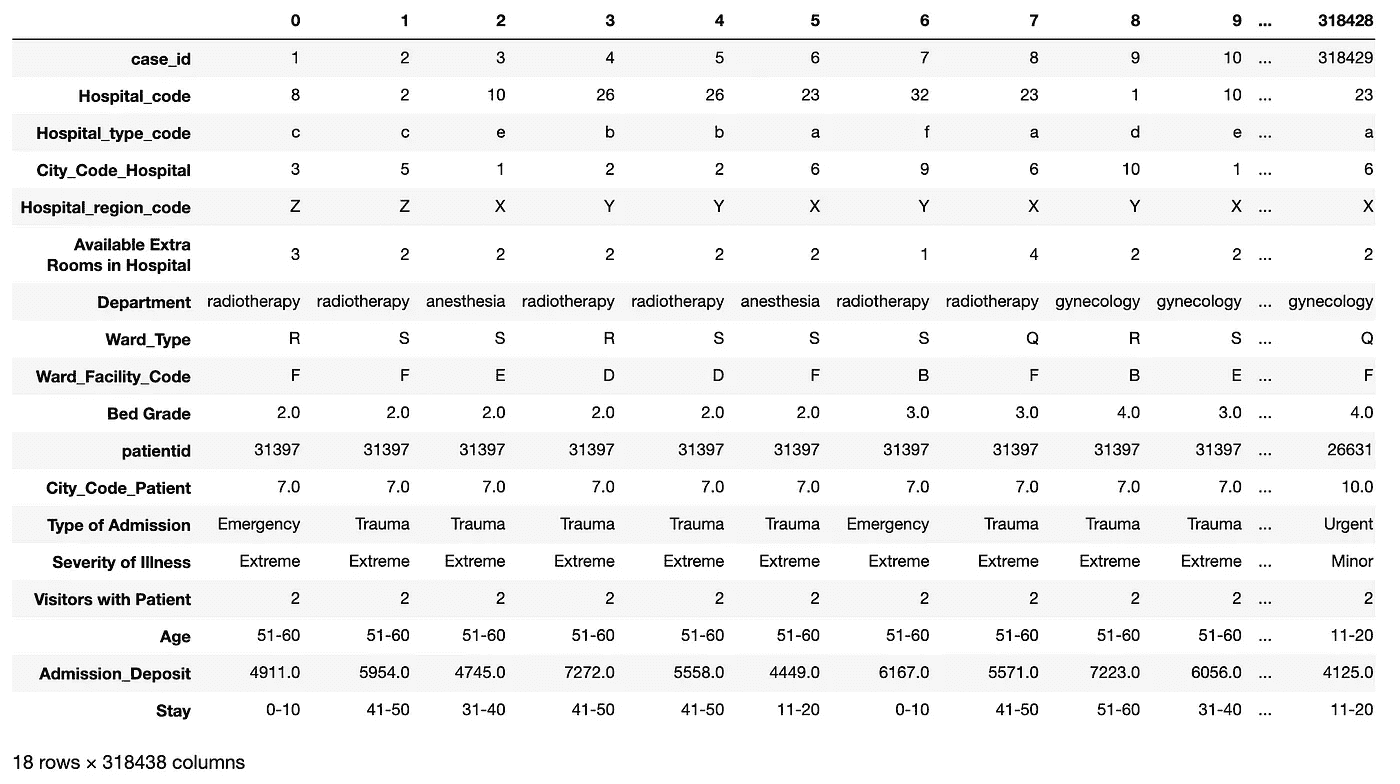 0 1 2 3 4 5 6 7 8 9 ... 318428
case_id 1 2 3 4 5 6 7 8 9 10 ... 318429
Hospital_code 8 2 10 26 26 23 32 23 1 10 ... 23
Hospital_type_code c c e b b a f a d e ... a
City_Code_Hospital 3 5 1 2 2 6 9 6 10 1 ... 6
Hospital_region_code Z Z X Y Y X Y X Y X ... X
Available Extra
Rooms in Hospital 3 2 2 2 2 2 1 4 2 2 ... 2
Department radiotherapy radiotherapy anesthesia radiotherapy radiotherapy anesthesia radiotherapy radiotherapy gynecology gynecology ... gynecology
Ward_Type R S S R S S S Q R S ... Q
Ward_Facility_Code F F E D D F B F B E ... F
Bed Grade 2.0 2.0 2.0 2.0 2.0 2.0 3.0 3.0 4.0 3.0 ... 4.0
patientid 31397 31397 31397 31397 31397 31397 31397 31397 31397 31397 ... 26631
City_Code_Patient 7.0 7.0 7.0 7.0 7.0 7.0 7.0 7.0 7.0 7.0 ... 10.0
Type of Admission Emergency Trauma Trauma Trauma Trauma Trauma Emergency Trauma Trauma Trauma ... Urgent
Severity of Illness Extreme Extreme Extreme Extreme Extreme Extreme Extreme Extreme Extreme Extreme ... Minor
Visitors with Patient 2 2 2 2 2 2 2 2 2 2 ... 2
Age 51-60 51-60 51-60 51-60 51-60 51-60 51-60 51-60 51-60 51-60 ... 11-20
Admission_Deposit 4911.0 5954.0 4745.0 7272.0 5558.0 4449.0 6167.0 5571.0 7223.0 6056.0 ... 4125.0
Stay 0-10 41-50 31-40 41-50 41-50 11-20 0-10 41-50 51-60 31-40 ... 11-20
18 rows × 318438 columns